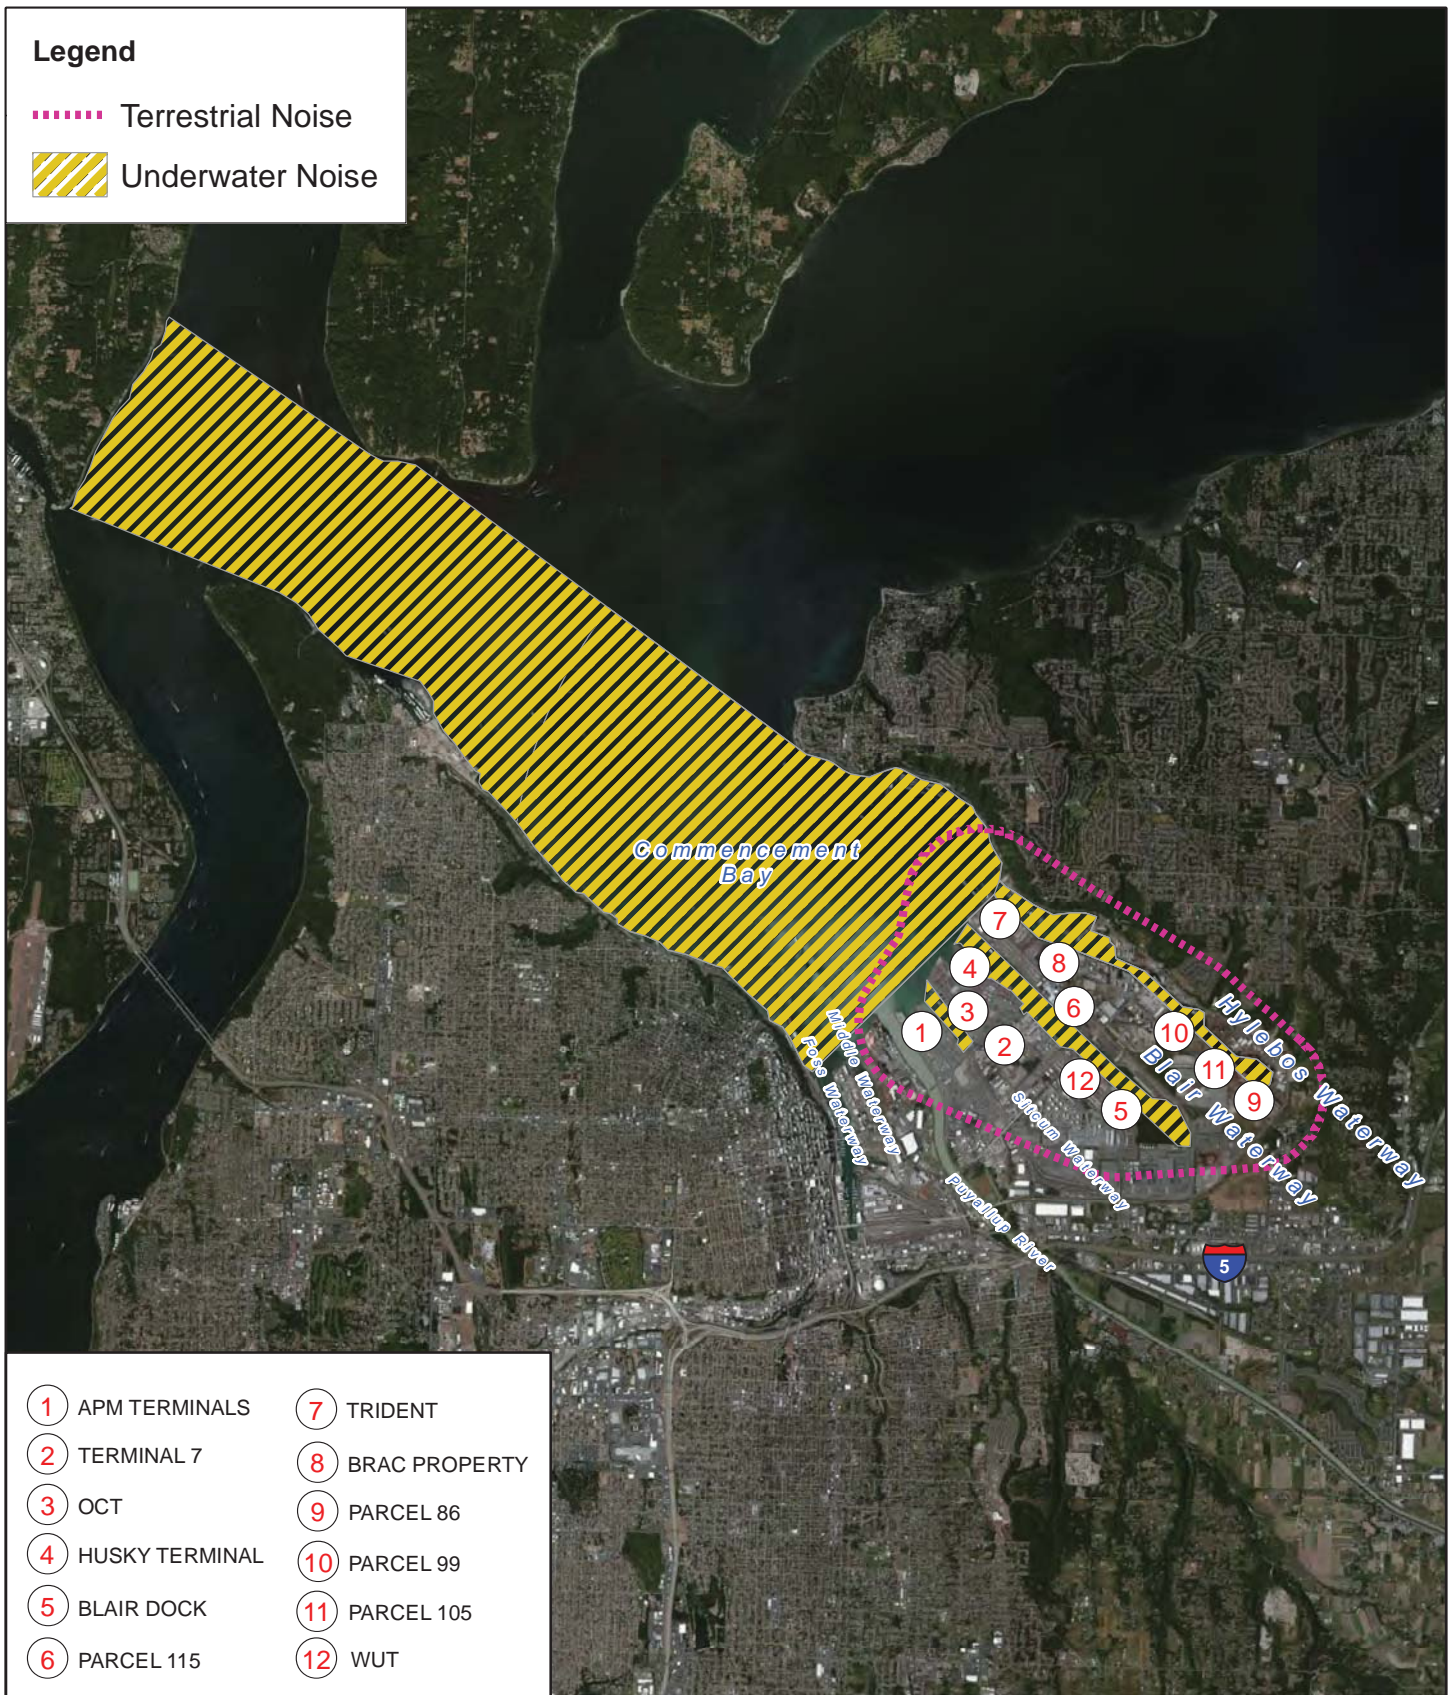 Legend
Terrestrial Noise
Underwater Noise
Commencement
Bay
7
4
8
3
6
1
2
10
11
12
5
9
Middle Waterway
Foss Waterway
Sitcum Waterway
Blair Waterway
Hylebos Waterway
Puyallup River
5
1 APM TERMINALS
2 TERMINAL 7
3 OCT
4 HUSKY TERMINAL
5 BLAIR DOCK
6 PARCEL 115
7 TRIDENT
8 BRAC PROPERTY
9 PARCEL 86
10 PARCEL 99
11 PARCEL 105
12 WUT